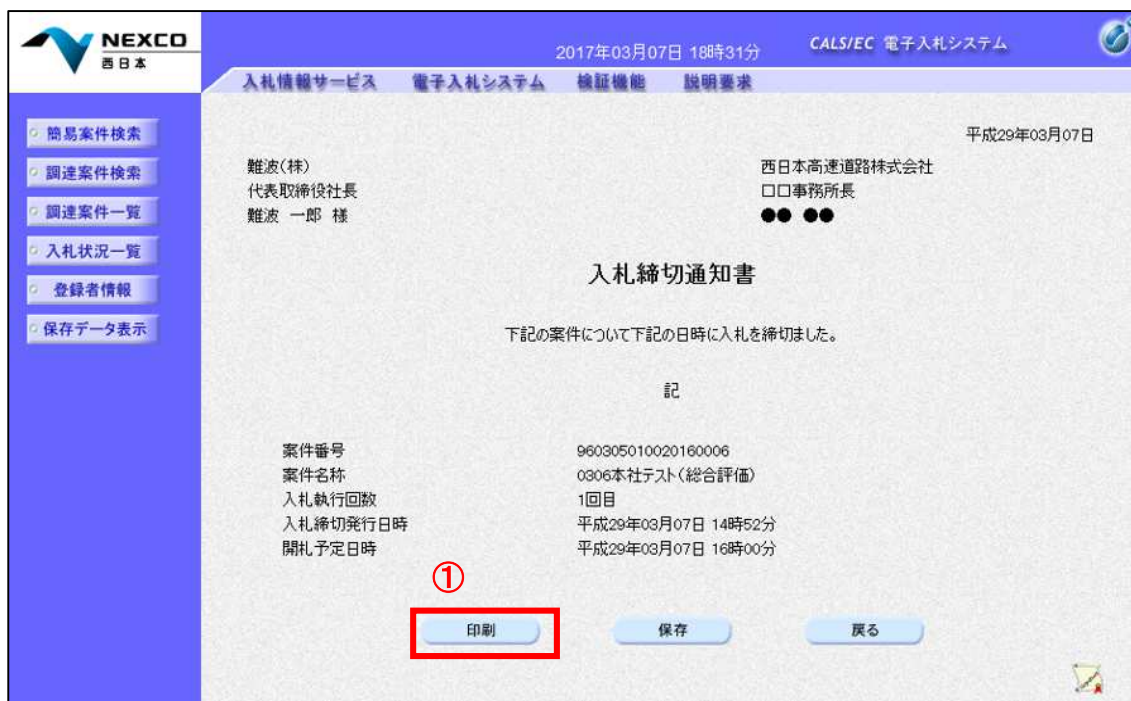 NEXCO
西日本
2017年03月07日 18時31分
CALS/EC 電子入札システム
入札情報サービス 電子入札システム 検証機能 説明要求
簡易案件検索
調達案件検索
調達案件一覧
入札状況一覧
登録者情報
保存データ表示
平成29年03月07日
難波(株) 西日本高速道路株式会社
代表取締役社長 口口事務所長
難波 一郎 様 ●● ●●
入札締切通知書
下記の案件について下記の日時に入札を締切ました。
記
案件番号 960305010020160006
案件名称 0306本社テスト(総合評価)
入札執行回数 1回目
入札締切発行日時 平成29年03月07日 14時52分
開札予定日時 平成29年03月07日 16時00分
①
印刷 保存 戻る